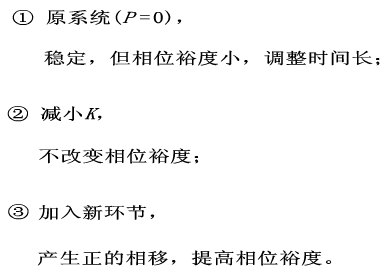 ① 原系统(P=0)，
稳定，但相位裕度小，调整时间长；
② 减小K，
不改变相位裕度；
③ 加入新环节，
产生正的相移，提高相位裕度。